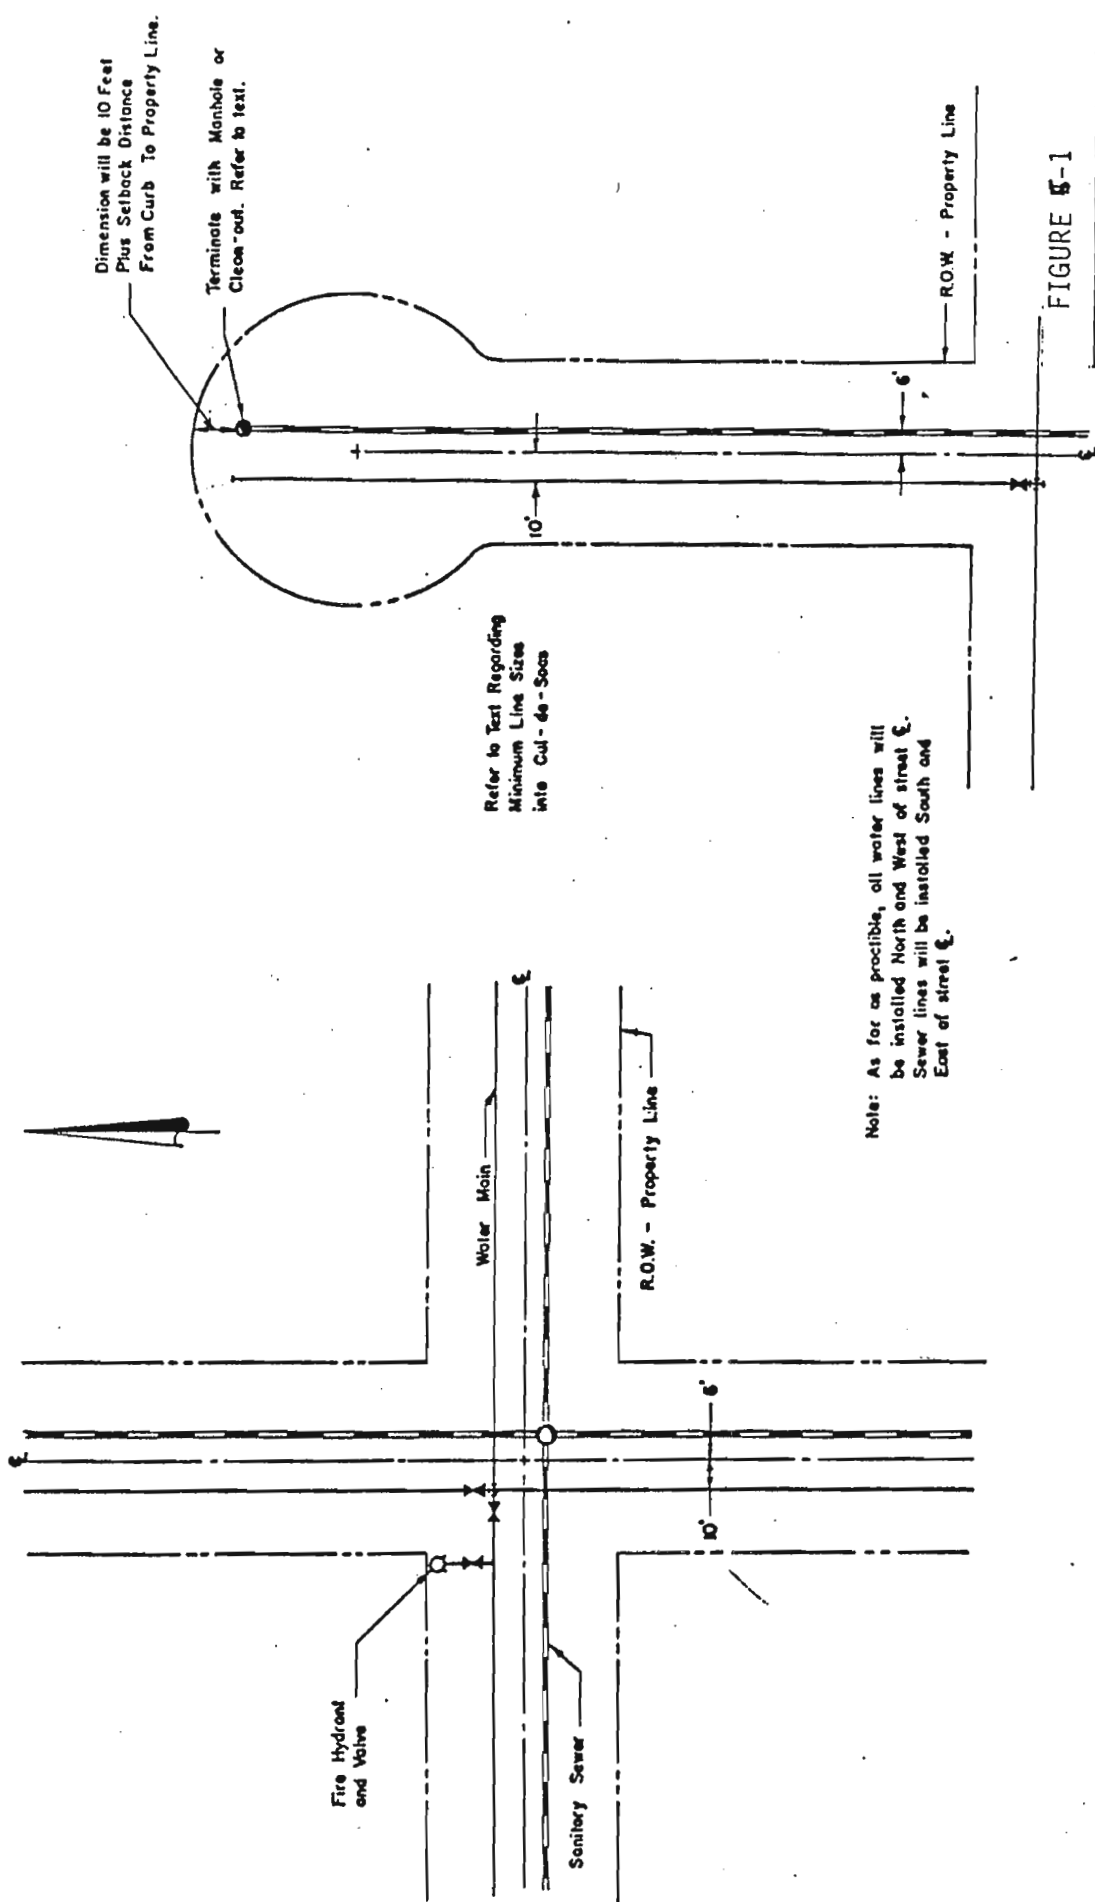 Dimension will be 10 Feet
Plus Setback Distance
From Curb To Property Line.
Terminate with Manhole or
Clean-out. Refer to text.
Refer to Text Regarding
Minimum Line Sizes
into Cul-de-Sacs
10'
6'
R.O.W. - Property Line
℄
℄
Water Main
℄
Fire Hydrant
and Valve
Sanitary Sewer
R.O.W. - Property Line
10'
6'
Note: As far as practible, all water lines will
be installed North and West of street ℄.
Sewer lines will be installed South and
East of street ℄.
FIGURE -1